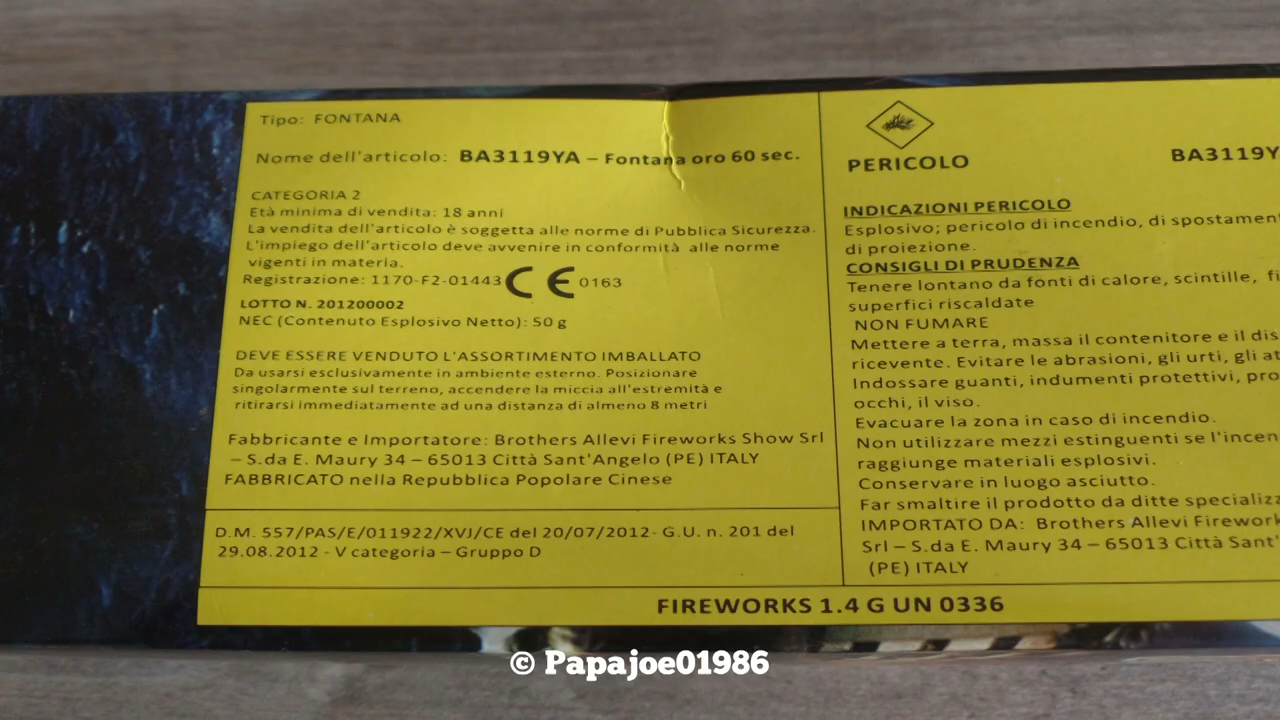 Tipo: FONTANA
Nome dell'articolo: BA3119YA – Fontana oro 60 sec.
CATEGORIA 2
Età minima di vendita: 18 anni
La vendita dell'articolo è soggetta alle norme di Pubblica Sicurezza.
L'impiego dell'articolo deve avvenire in conformità alle norme
vigenti in materia.
Registrazione: 1170-F2-01443 CE 0163
LOTTO N. 201200002
NEC (Contenuto Esplosivo Netto): 50 g
DEVE ESSERE VENDUTO L'ASSORTIMENTO IMBALLATO
Da usarsi esclusivamente in ambiente esterno. Posizionare
singolarmente sul terreno, accendere la miccia all'estremità e
ritirarsi immediatamente ad una distanza di almeno 8 metri
Fabbricante e Importatore: Brothers Allevi Fireworks Show Srl
– S.da E. Maury 34 – 65013 Città Sant'Angelo (PE) ITALY
FABBRICATO nella Repubblica Popolare Cinese
D.M. 557/PAS/E/011922/XVJ/CE del 20/07/2012- G.U. n. 201 del
29.08.2012 - V categoria – Gruppo D
PERICOLO
BA3119Y
INDICAZIONI PERICOLO
Esplosivo; pericolo di incendio, di spostamen
di proiezione.
CONSIGLI DI PRUDENZA
Tenere lontano da fonti di calore, scintille, fi
superfici riscaldate
NON FUMARE
Mettere a terra, massa il contenitore e il dis
ricevente. Evitare le abrasioni, gli urti, gli at
Indossare guanti, indumenti protettivi, pro
occhi, il viso.
Evacuare la zona in caso di incendio.
Non utilizzare mezzi estinguenti se l'incen
raggiunge materiali esplosivi.
Conservare in luogo asciutto.
Far smaltire il prodotto da ditte specializz
IMPORTATO DA: Brothers Allevi Firework
Srl – S.da E. Maury 34 – 65013 Città Sant'
(PE) ITALY
FIREWORKS 1.4 G UN 0336
© Papajoe01986